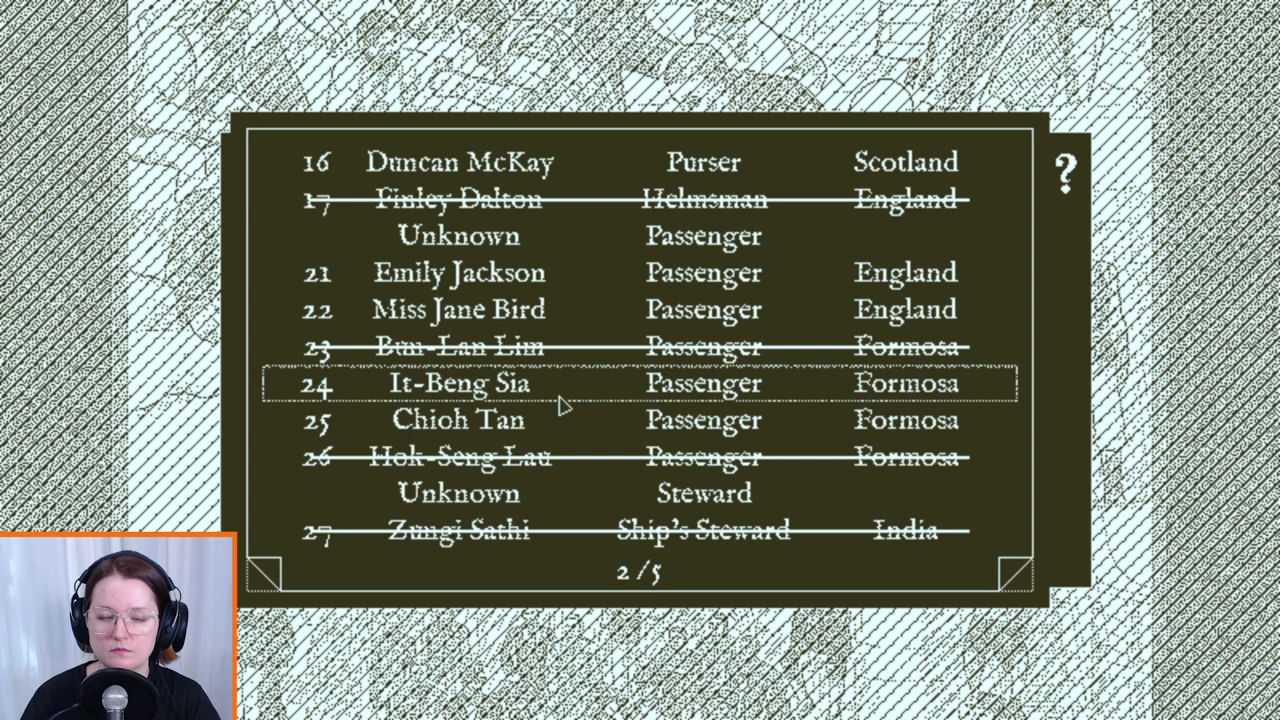 16 Duncan McKay Purser Scotland
17 Finley Dalton Helmsman England
Unknown Passenger
21 Emily Jackson Passenger England
22 Miss Jane Bird Passenger England
23 Bun-Lan Lim Passenger Formosa
24 It-Beng Sia Passenger Formosa
25 Chioh Tan Passenger Formosa
26 Hok-Seng Lau Passenger Formosa
Unknown Steward
27 Zungi Sathi Ship's Steward India
2 / 5
?